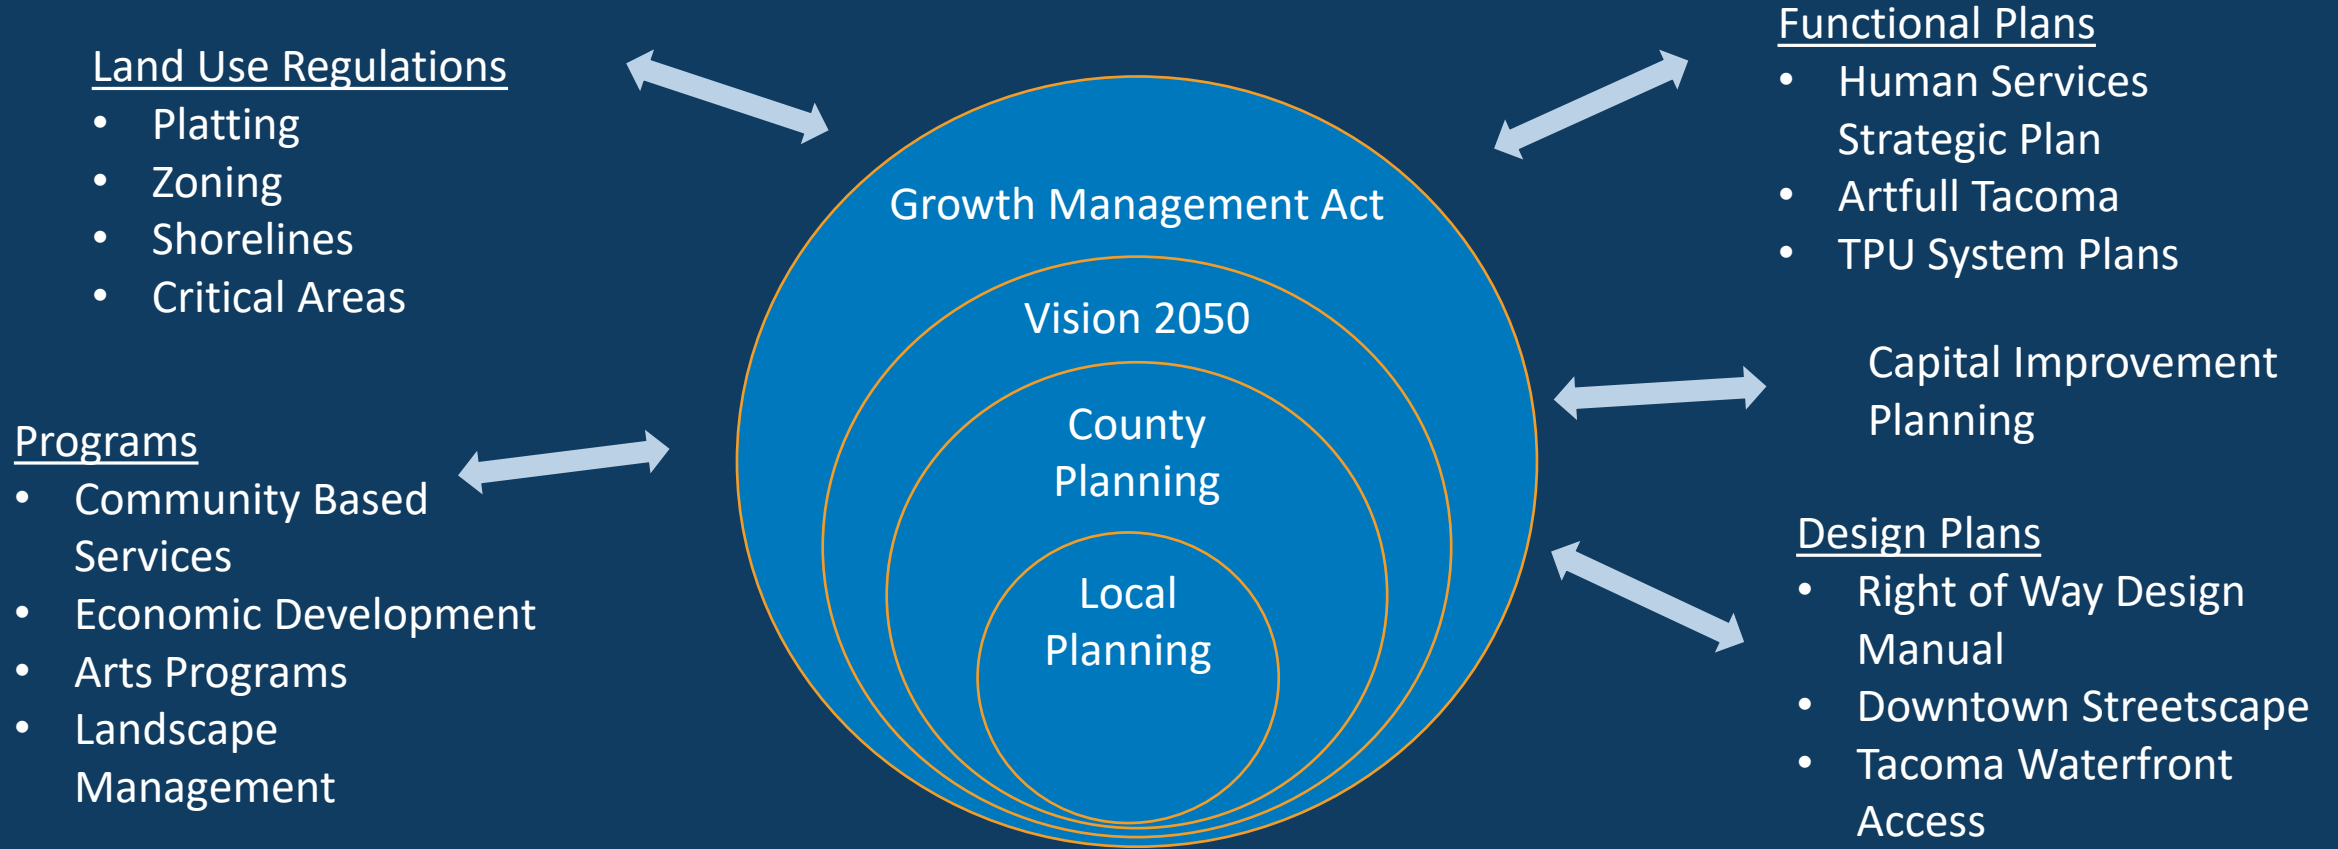 Land Use Regulations
• Platting
• Zoning
• Shorelines
• Critical Areas
Programs
• Community Based
Services
• Economic Development
• Arts Programs
• Landscape
Management
Growth Management Act
Vision 2050
County
Planning
Local
Planning
Functional Plans
• Human Services
Strategic Plan
• Artfull Tacoma
• TPU System Plans
Capital Improvement
Planning
Design Plans
• Right of Way Design
Manual
• Downtown Streetscape
• Tacoma Waterfront
Access